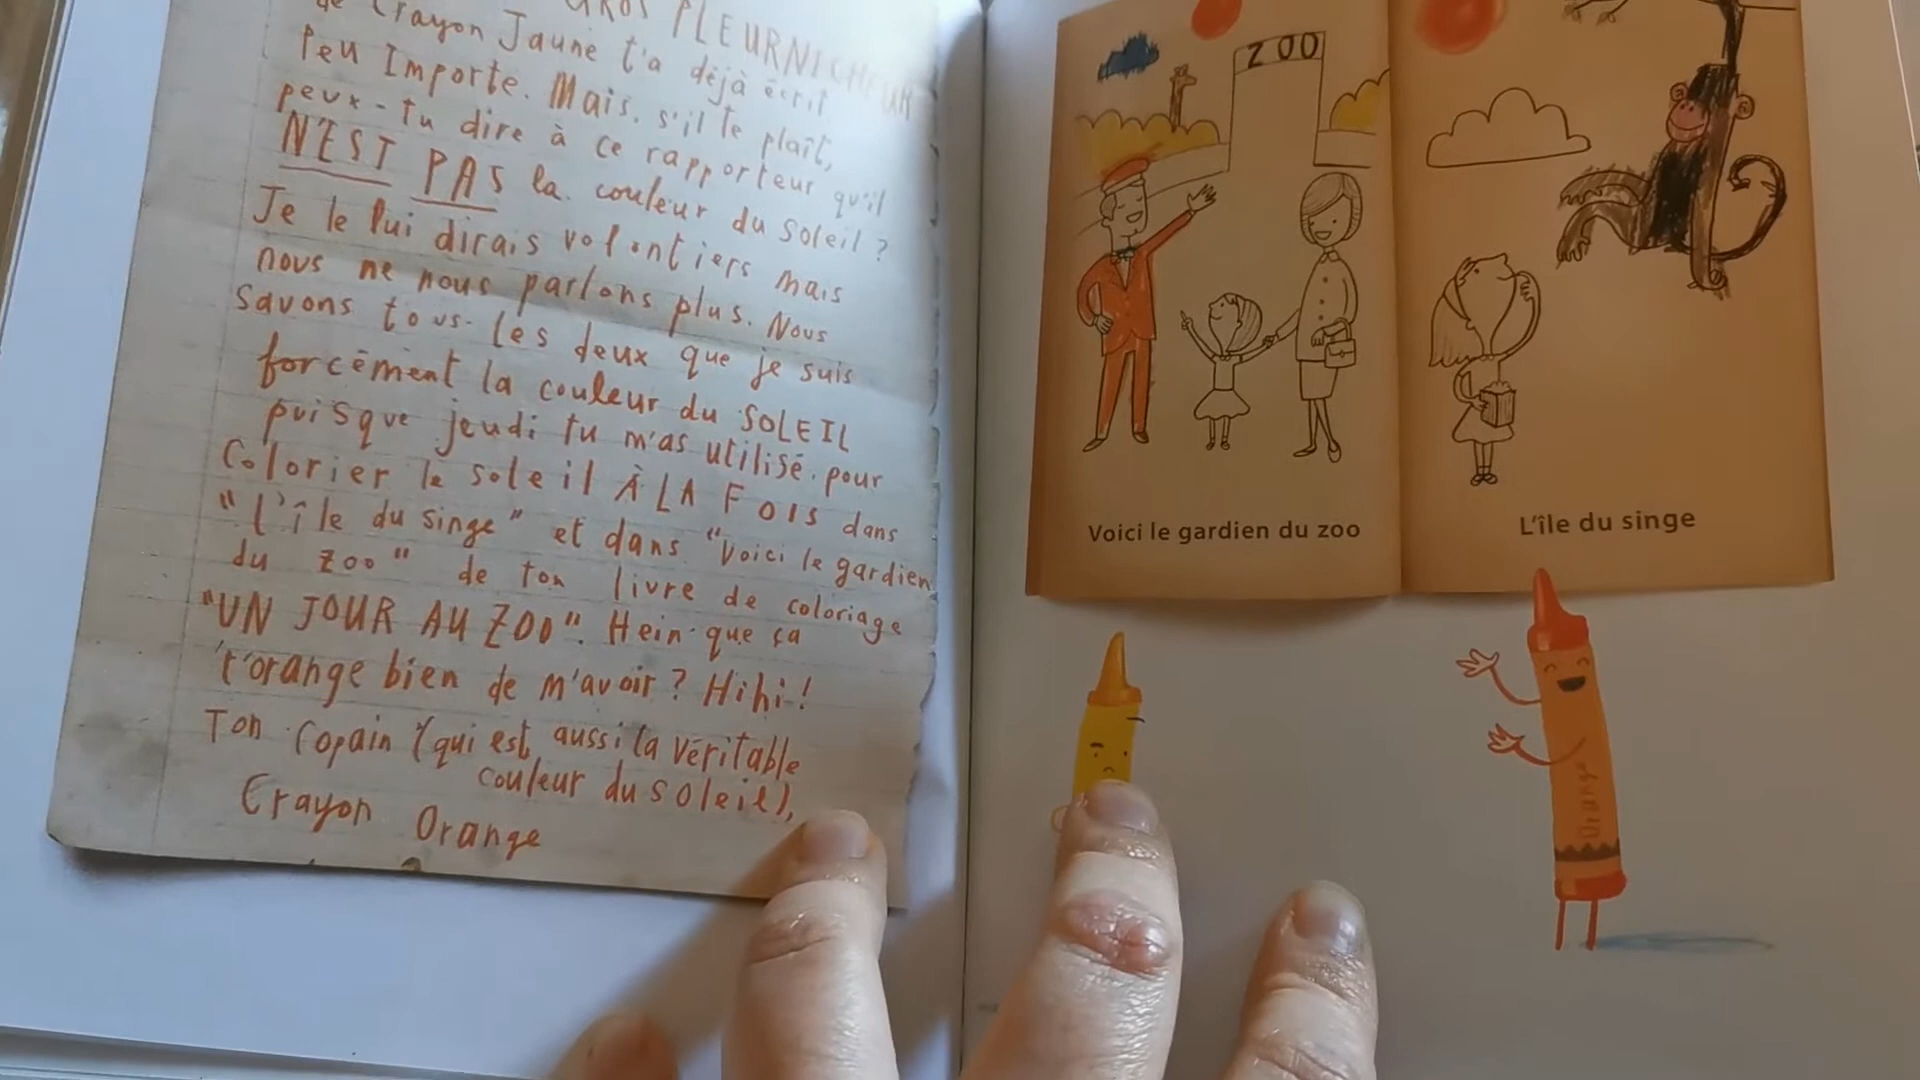 GROS PLEURNICHEUR
de Crayon Jaune t'a déjà écrit.
Peu Importe. Mais, s'il te plaît,
peux-tu dire à ce rapporteur qu'il
N'EST PAS la couleur du soleil ?
Je le lui dirais volontiers mais
nous ne nous parlons plus. Nous
savons tous les deux que je suis
forcément la couleur du SOLEIL
puisque jeudi tu m'as utilisé pour
Colorier le soleil À LA FOIS dans
"l'île du singe" et dans "Voici le gardien
du zoo" de ton livre de coloriage
"UN JOUR AU ZOO". Hein que ça
t'orange bien de m'avoir ? Hihi !
Ton Copain (qui est aussi la véritable
couleur du soleil),
Crayon Orange
ZOO
Voici le gardien du zoo
L'île du singe
Orange